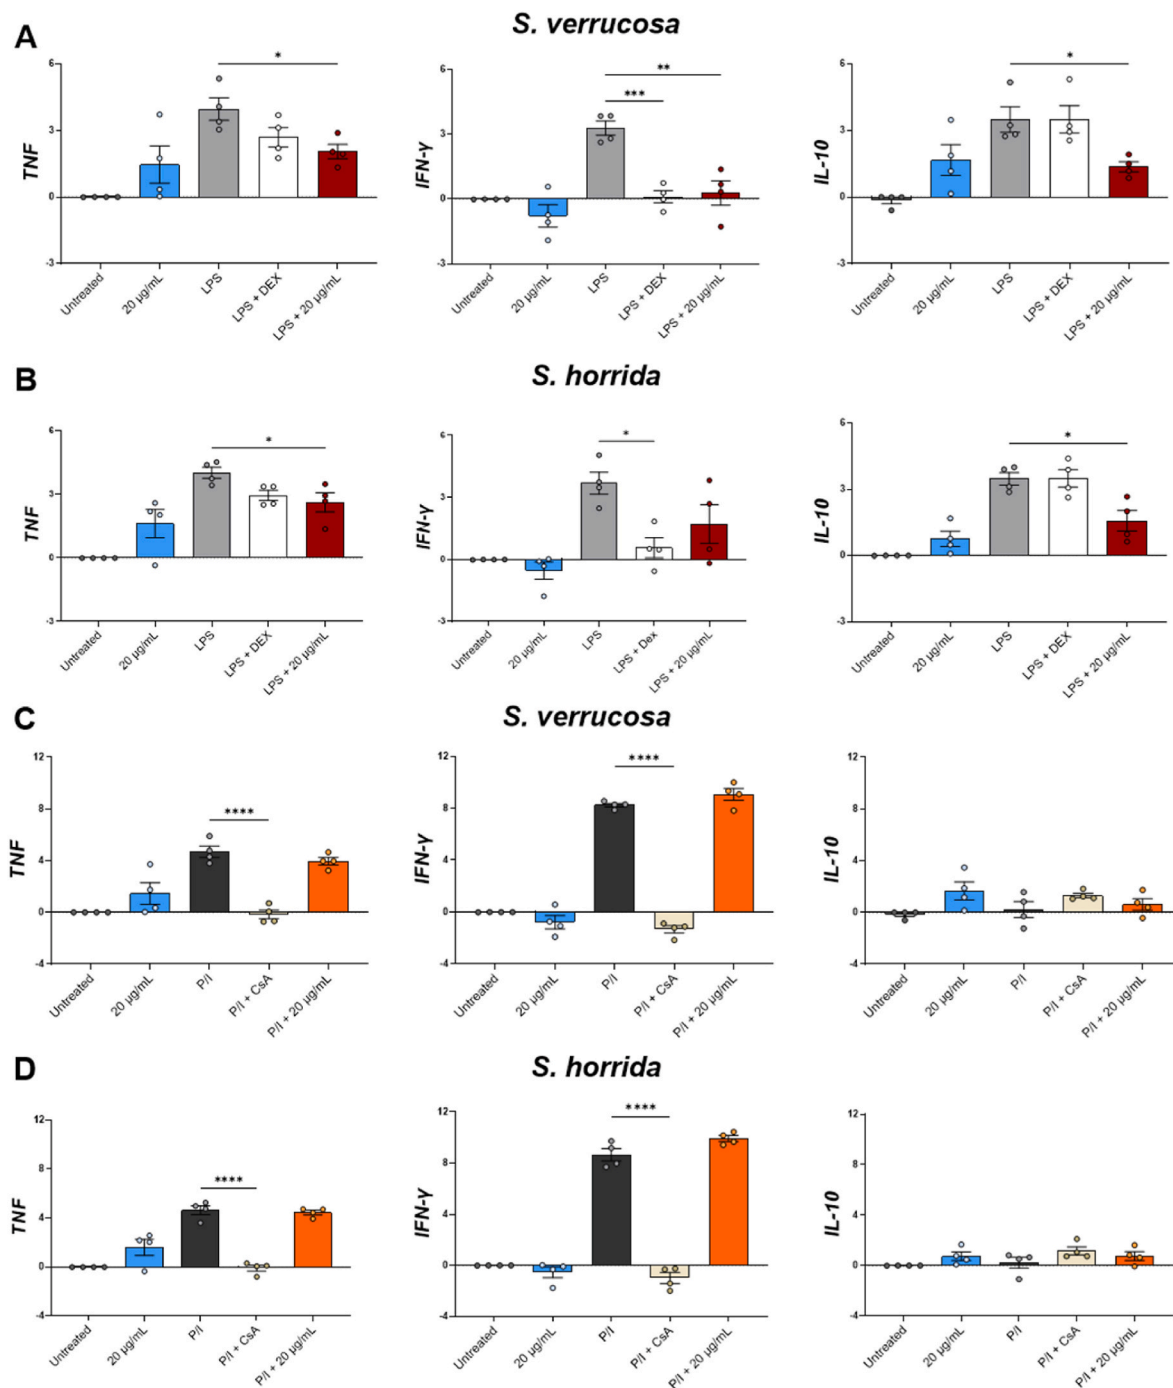 A
S. verrucosa
*
6
3
0
-3
TNF
Untreated
20 µg/mL
LPS
LPS + DEX
LPS + 20 µg/mL
**
***
6
3
0
-3
IFN-γ
Untreated
20 µg/mL
LPS
LPS + DEX
LPS + 20 µg/mL
*
6
3
0
-3
IL-10
Untreated
20 µg/mL
LPS
LPS + DEX
LPS + 20 µg/mL
B
S. horrida
*
6
3
0
-3
TNF
Untreated
20 µg/mL
LPS
LPS + DEX
LPS + 20 µg/mL
*
6
3
0
-3
IFN-γ
Untreated
20 µg/mL
LPS
LPS + Dex
LPS + 20 µg/mL
*
6
3
0
-3
IL-10
Untreated
20 µg/mL
LPS
LPS + DEX
LPS + 20 µg/mL
C
S. verrucosa
****
12
8
4
0
-4
TNF
Untreated
20 µg/mL
P/I
P/I + CsA
P/I + 20 µg/mL
****
12
8
4
0
-4
IFN-γ
Untreated
20 µg/mL
P/I
P/I + CsA
P/I + 20 µg/mL
12
8
4
0
-4
IL-10
Untreated
20 µg/mL
P/I
P/I + CsA
P/I + 20 µg/mL
D
S. horrida
****
12
8
4
0
-4
TNF
Untreated
20 µg/mL
P/I
P/I + CsA
P/I + 20 µg/mL
****
12
8
4
0
-4
IFN-γ
Untreated
20 µg/mL
P/I
P/I + CsA
P/I + 20 µg/mL
12
8
4
0
-4
IL-10
Untreated
20 µg/mL
P/I
P/I + CsA
P/I + 20 µg/mL